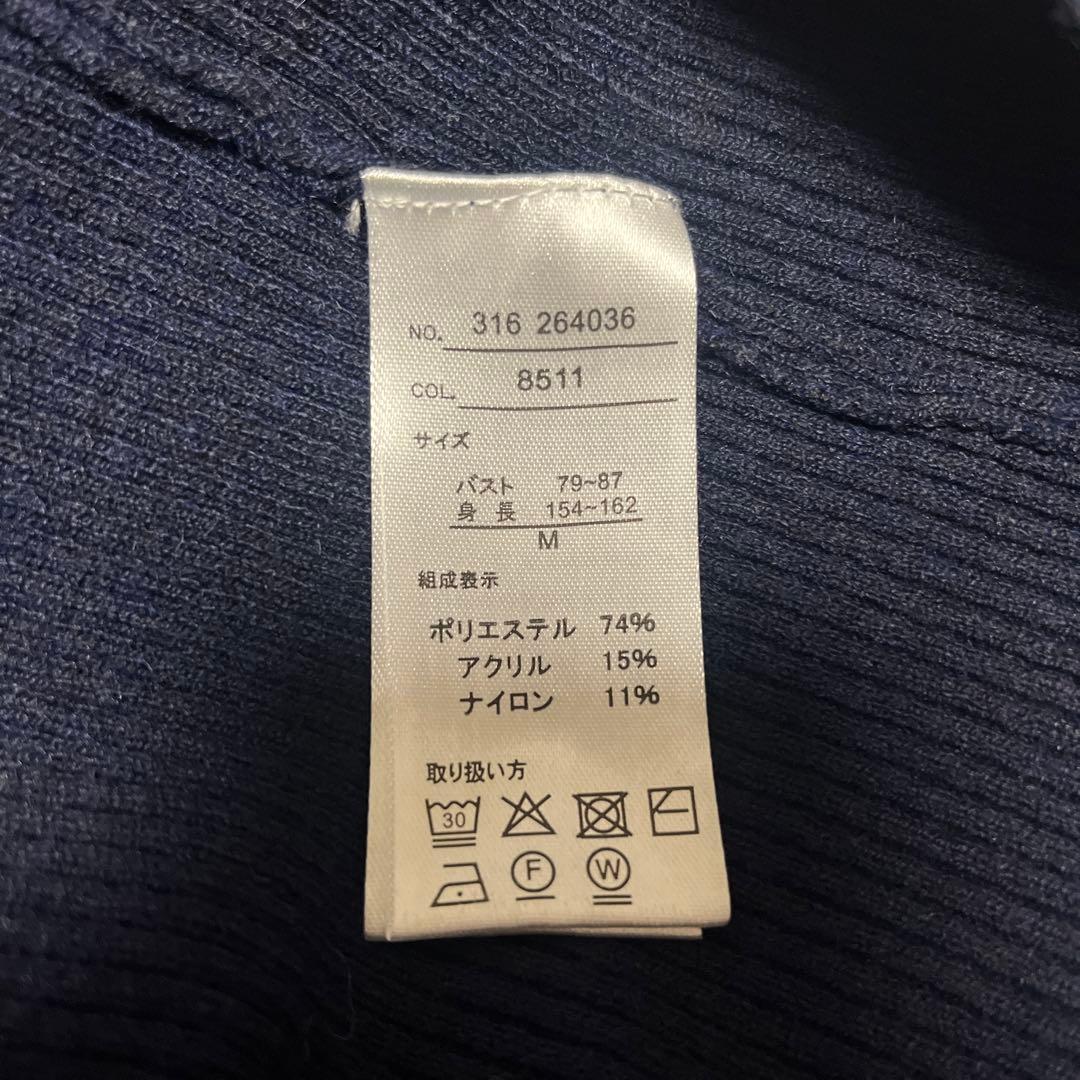 NO. 316 264036
COL. 8511
サイズ
バスト 79~87
身長 154~162
M
組成表示
ポリエステル 74%
アクリル 15%
ナイロン 11%
取り扱い方
30
F W